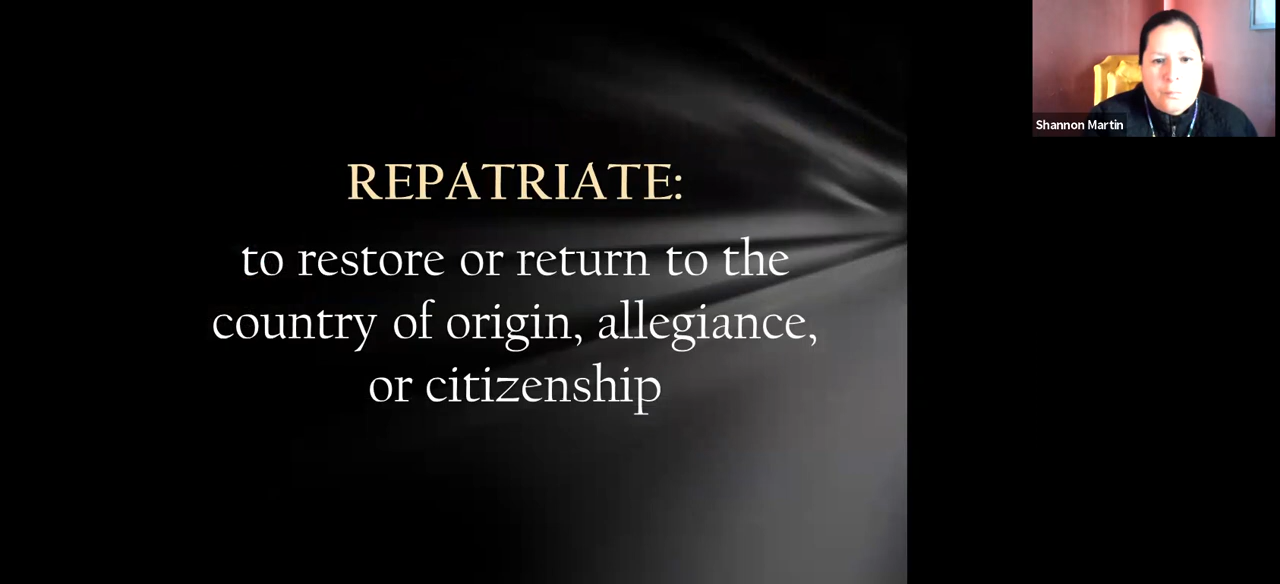 REPATRIATE:
to restore or return to the
country of origin, allegiance,
or citizenship
Shannon Martin